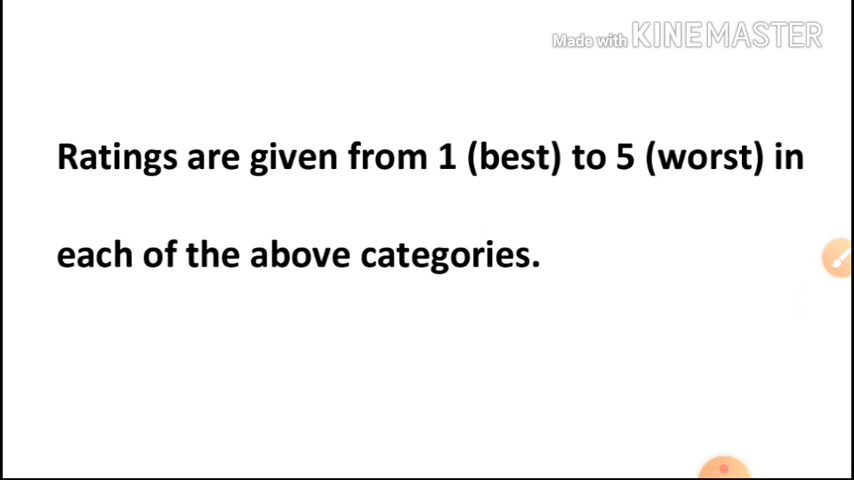 Made with KINEMASTER
Ratings are given from 1 (best) to 5 (worst) in
each of the above categories.